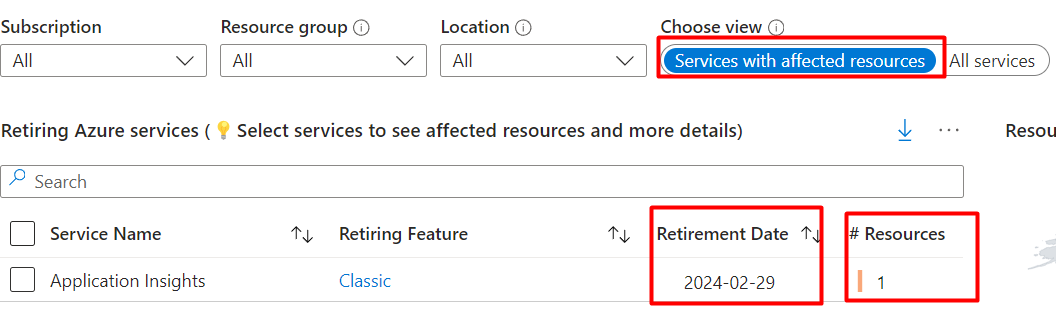 Subscription Resource group Location Choose view
All All All Services with affected resources All services
Retiring Azure services ( 💡 Select services to see affected resources and more details) ··· Resou
Search
Service Name Retiring Feature Retirement Date # Resources
Application Insights Classic 2024-02-29 1